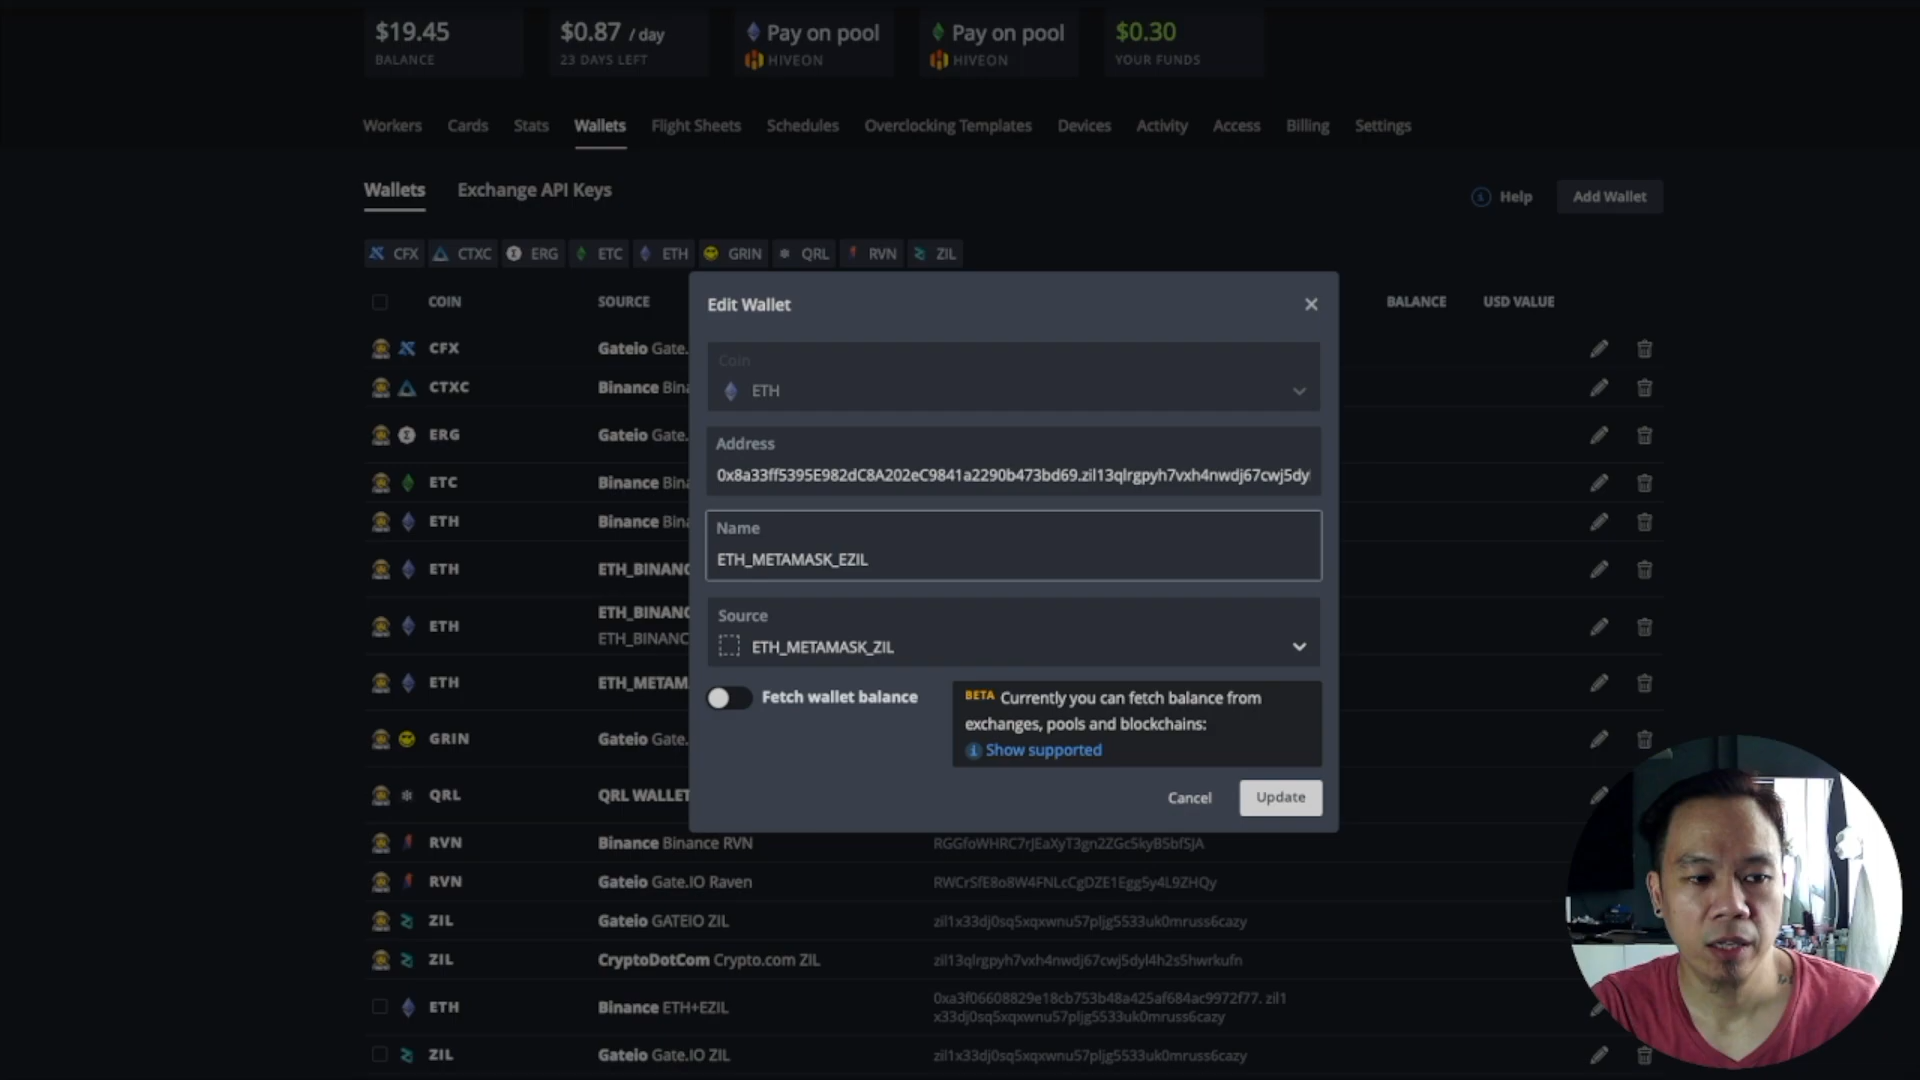 $19.45
BALANCE
$0.87 / day
23 DAYS LEFT
Pay on pool
HIVEON
Pay on pool
HIVEON
$0.30
YOUR FUNDS
Workers Cards Stats Wallets Flight Sheets Schedules Overclocking Templates Devices Activity Access Billing Settings
Wallets Exchange API Keys
Help
Add Wallet
CFX CTXC ERG ETC ETH GRIN QRL RVN ZIL
COIN SOURCE BALANCE USD VALUE
Edit Wallet
Coin
ETH
Address
0x8a33ff5395E982dC8A202eC9841a2290b473bd69.zil13qlrgpyh7vxh4nwdj67cwj5dyl
Name
ETH_METAMASK_EZIL
Source
ETH_METAMASK_ZIL
Fetch wallet balance
BETA Currently you can fetch balance from
exchanges, pools and blockchains:
Show supported
Cancel Update
CFX Gateio Gate.
CTXC Binance Bina
ERG Gateio Gate.
ETC Binance Bina
ETH Binance Bina
ETH ETH_BINANC
ETH ETH_BINANC
ETH_BINANC
ETH ETH_METAM
GRIN Gateio Gate.
QRL QRL WALLET
RVN Binance Binance RVN RGGfoWHRC7rJEaXyT3gn2ZGc5kyB5bfSJA
RVN Gateio Gate.IO Raven RWCrSfE8o8W4FNLcCgDZE1Egg5y4L9ZHQy
ZIL Gateio GATEIO ZIL zil1x33dj0sq5xqxwnu57pljg5533uk0mruss6cazy
ZIL CryptoDotCom Crypto.com ZIL zil13qlrgpyh7vxh4nwdj67cwj5dyl4h2s5hwrkufn
ETH Binance ETH+EZIL 0xa3f06608829e18cb753b48a425af684ac9972f77. zil1
x33dj0sq5xqxwnu57pljg5533uk0mruss6cazy
ZIL Gateio Gate.IO ZIL zil1x33dj0sq5xqxwnu57pljg5533uk0mruss6cazy